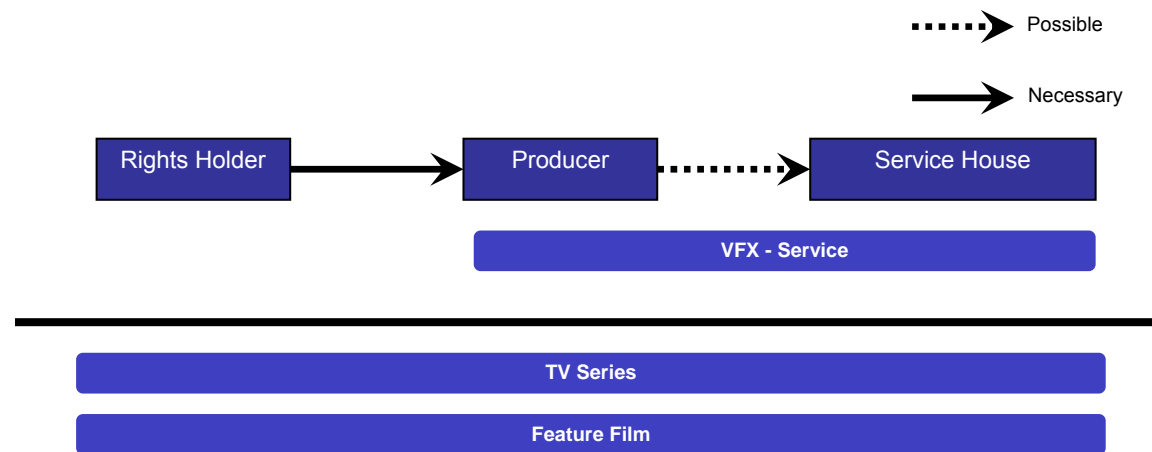 Possible
Necessary
Rights Holder
Producer
Service House
VFX - Service
TV Series
Feature Film